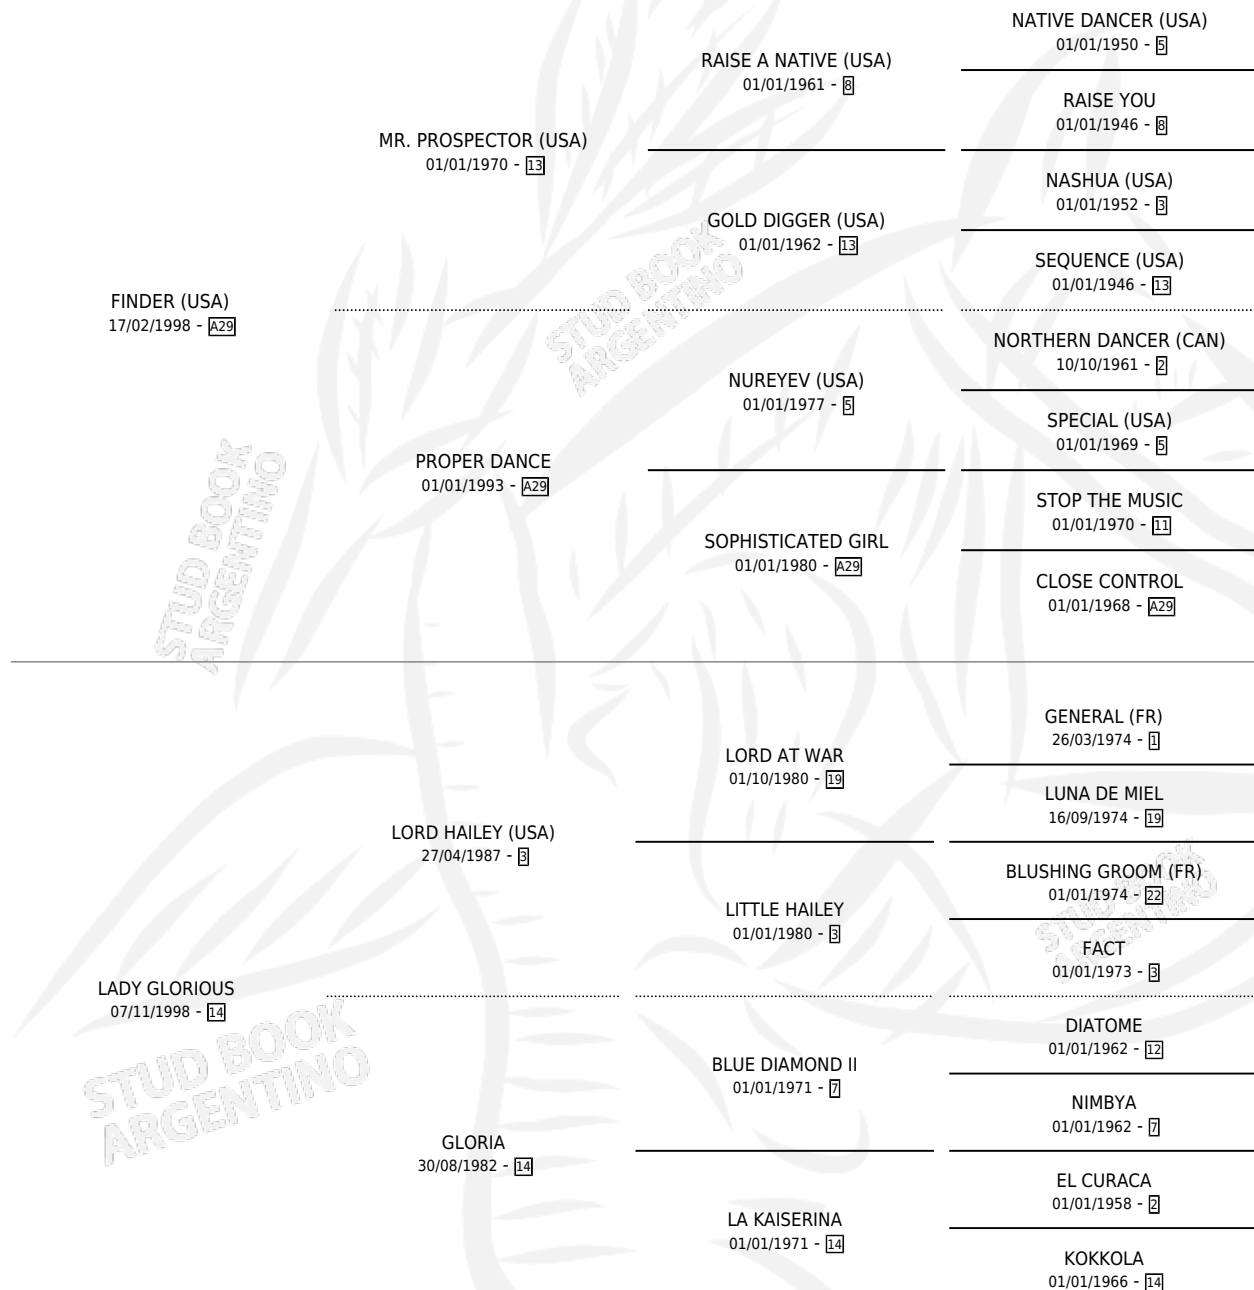 NATIVE DANCER (USA)
01/01/1950 - 5
RAISE A NATIVE (USA)
01/01/1961 - 8
RAISE YOU
01/01/1946 - 8
MR. PROSPECTOR (USA)
01/01/1970 - 13
NASHUA (USA)
01/01/1952 - 3
GOLD DIGGER (USA)
01/01/1962 - 13
SEQUENCE (USA)
01/01/1946 - 13
FINDER (USA)
17/02/1998 - A29
STUD BOOK
ARGENTINO
NORTHERN DANCER (CAN)
10/10/1961 - 2
NUREYEV (USA)
01/01/1977 - 5
SPECIAL (USA)
01/01/1969 - 5
PROPER DANCE
01/01/1993 - A29
STOP THE MUSIC
01/01/1970 - 11
SOPHISTICATED GIRL
01/01/1980 - A29
CLOSE CONTROL
01/01/1968 - A29
STUD BOOK
ARGENTINO
GENERAL (FR)
26/03/1974 - 1
LORD AT WAR
01/10/1980 - 19
LUNA DE MIEL
16/09/1974 - 19
LORD HAILEY (USA)
27/04/1987 - 3
BLUSHING GROOM (FR)
01/01/1974 - 22
LITTLE HAILEY
01/01/1980 - 3
STUD BOOK
ARGENTINO
FACT
01/01/1973 - 3
LADY GLORIOUS
07/11/1998 - 14
STUD BOOK
ARGENTINO
DIATOME
01/01/1962 - 12
BLUE DIAMOND II
01/01/1971 - 7
NIMBYA
01/01/1962 - 7
GLORIA
30/08/1982 - 14
EL CURACA
01/01/1958 - 2
LA KAISERINA
01/01/1971 - 14
KOKKOLA
01/01/1966 - 14